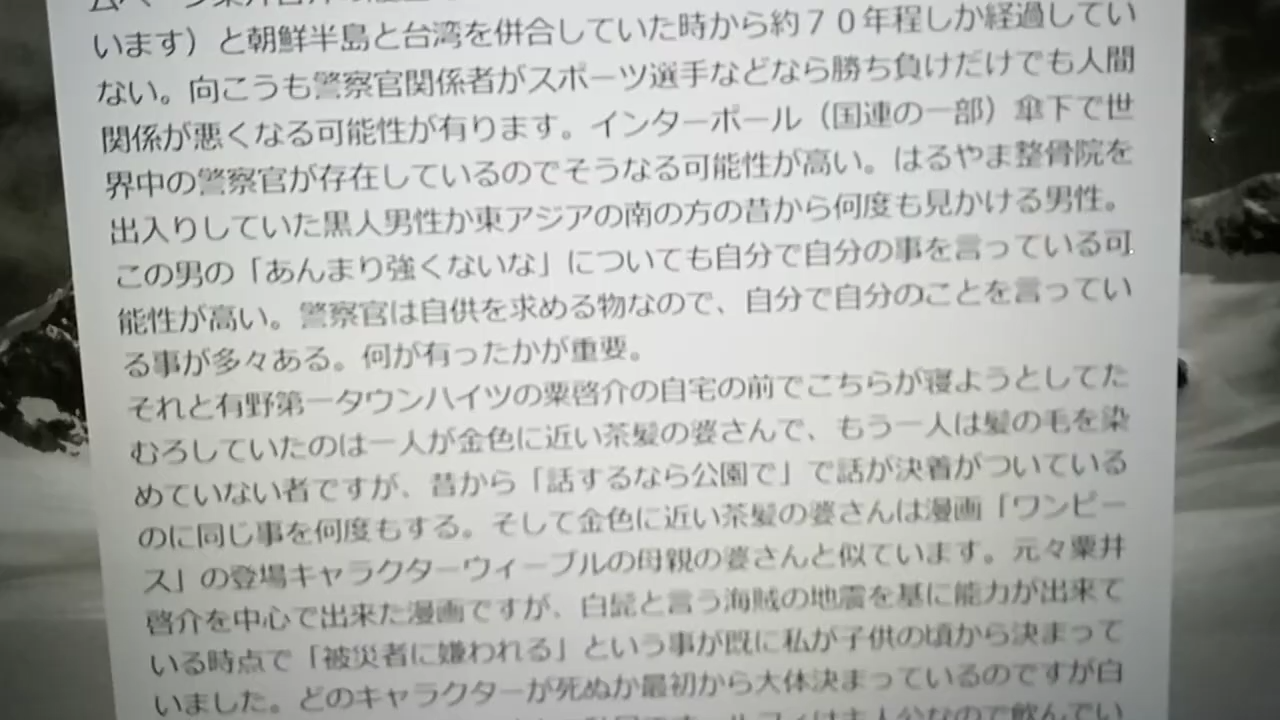 います）と朝鮮半島と台湾を併合していた時から約７０年程しか経過してい
ない。向こうも警察官関係者がスポーツ選手などなら勝ち負けだけでも人間
関係が悪くなる可能性が有ります。インターポール（国連の一部）傘下で世
界中の警察官が存在しているのでそうなる可能性が高い。はるやま整骨院を
出入りしていた黒人男性か東アジアの南の方の昔から何度も見かける男性。
この男の「あんまり強くないな」についても自分で自分の事を言っている可
能性が高い。警察官は自供を求める物なので、自分で自分のことを言ってい
る事が多々ある。何が有ったかが重要。
それと有野第一タウンハイツの粟啓介の自宅の前でこちらが寝ようとしてた
むろしていたのは一人が金色に近い茶髪の婆さんで、もう一人は髪の毛を染
めていない者ですが、昔から「話するなら公園で」で話が決着がついている
のに同じ事を何度もする。そして金色に近い茶髪の婆さんは漫画「ワンピー
ス」の登場キャラクターウィーブルの母親の婆さんと似ています。元々粟井
啓介を中心で出来た漫画ですが、白髭と言う海賊の地震を基に能力が出来て
いる時点で「被災者に嫌われる」という事が既に私が子供の頃から決まって
いました。どのキャラクターが死ぬか最初から大体決まっているのですが白